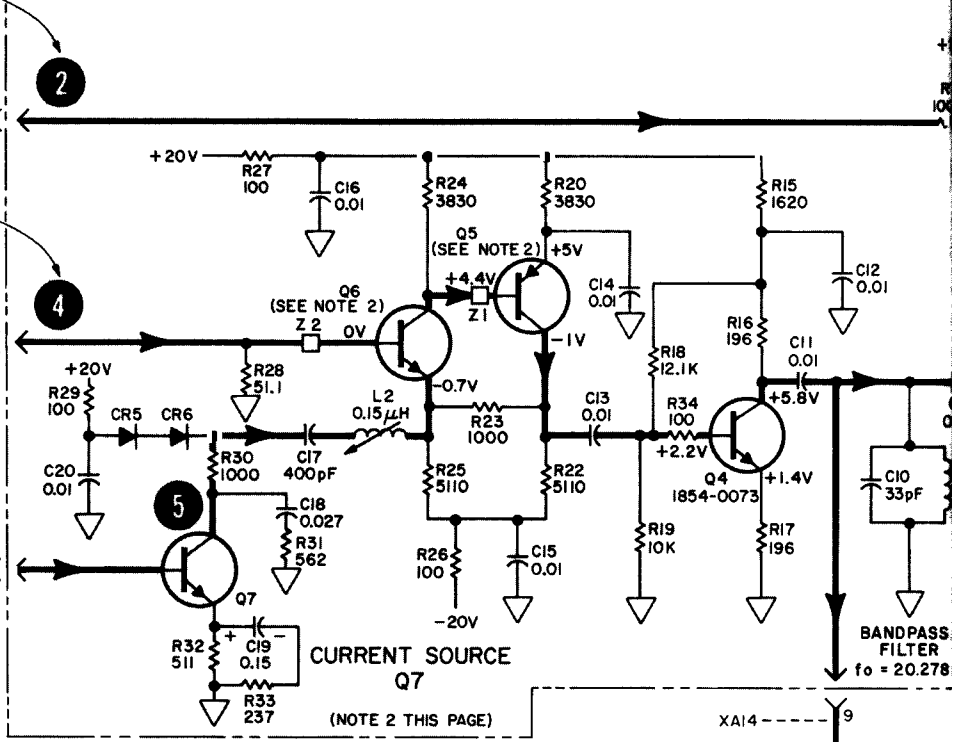 2
+20V
R27
100
C16
0.01
R24
3830
R20
3830
R15
1620
Q5
(SEE NOTE 2)
+5V
+4.4V
Z1
C14
0.01
C12
0.01
4
Q6
(SEE NOTE 2)
Z2
0V
-1V
R16
196
C11
0.01
+20V
R29
100
R28
51.1
-0.7V
L2
0.15µH
R23
1000
C13
0.01
R18
12.1K
R34
100
+2.2V
+5.8V
CR5
CR6
C17
400pF
R30
1000
C20
0.01
R25
5110
R22
5110
Q4
1854-0073
+1.4V
C10
33pF
5
C18
0.027
R31
562
R26
100
C15
0.01
R19
10K
R17
196
Q7
-20V
R32
511
+
-
C19
0.15
R33
237
CURRENT SOURCE
Q7
BANDPASS
FILTER
fo = 20.278
(NOTE 2 THIS PAGE)
XA14
9